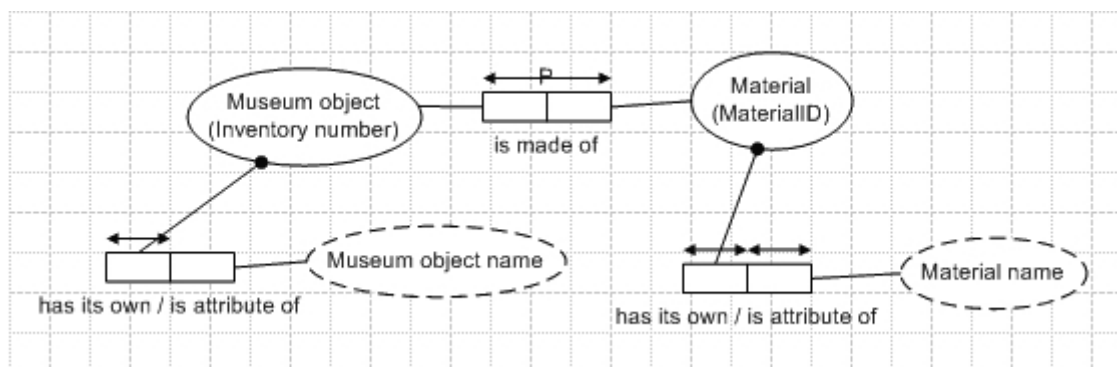 P
Museum object
(Inventory number)
Material
(MaterialID)
is made of
Museum object name
has its own / is attribute of
Material name
has its own / is attribute of